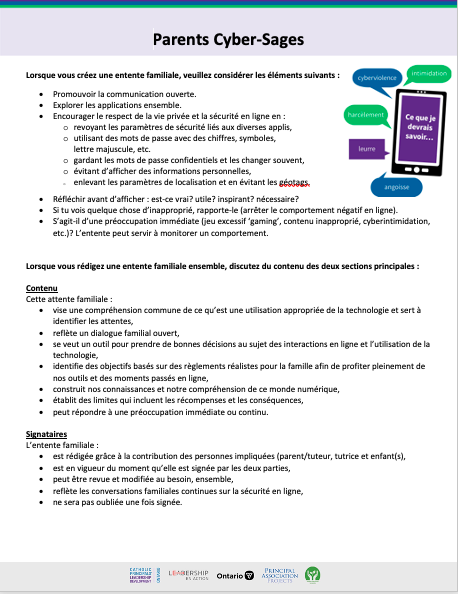 Parents Cyber-Sages
Lorsque vous créez une entente familiale, veuillez considérer les éléments suivants :
• Promouvoir la communication ouverte.
• Explorer les applications ensemble.
• Encourager le respect de la vie privée et la sécurité en ligne en :
o revoyant les paramètres de sécurité liés aux diverses applis,
o utilisant des mots de passe avec des chiffres, symboles,
lettre majuscule, etc.
o gardant les mots de passe confidentiels et les changer souvent,
o évitant d'afficher des informations personnelles,
enlevant les paramètres de localisation et en évitant les géotags.
cyberviolence
intimidation
harcelement
Ce que je
devrais
savoir...
leurre
angoisse
• Réfléchir avant d'afficher : est-ce vrai? utile? inspirant? nécessaire?
• Si tu vois quelque chose d'inapproprié, rapporte-le (arrêter le comportement négatif en ligne).
• S'agit-il d'une préoccupation immédiate (jeu excessif 'gaming', contenu inapproprié, cyberintimidation,
etc.)? L'entente peut servir à monitorer un comportement.
Lorsque vous rédigez une entente familiale ensemble, discutez du contenu des deux sections principales :
Contenu
Cette attente familiale :
• vise une compréhension commune de ce qu'est une utilisation appropriée de la technologie et sert à
identifier les attentes,
• reflète un dialogue familial ouvert,
• se veut un outil pour prendre de bonnes décisions au sujet des interactions en ligne et l'utilisation de la
technologie,
• identifie des objectifs basés sur des règlements réalistes pour la famille afin de profiter pleinement de
nos outils et des moments passés en ligne,
• construit nos connaissances et notre compréhension de ce monde numérique,
• établit des limites qui incluent les récompenses et les conséquences,
• peut répondre à une préoccupation immédiate ou continu.
Signataires
L'entente familiale :
• est rédigée grâce à la contribution des personnes impliquées (parent/tuteur, tutrice et enfant(s),
• est en vigueur du moment qu'elle est signée par les deux parties,
• peut être revue et modifiée au besoin, ensemble,
• reflète les conversations familiales continues sur la sécurité en ligne,
• ne sera pas oubliée une fois signée.
CATHOLIC
PRINCIPALS'
LEADERSHIP
DEVELOPMENT
LEADERSHIP
Ontario
PRINCIPAL
ASSOCIATION
PROJECTS